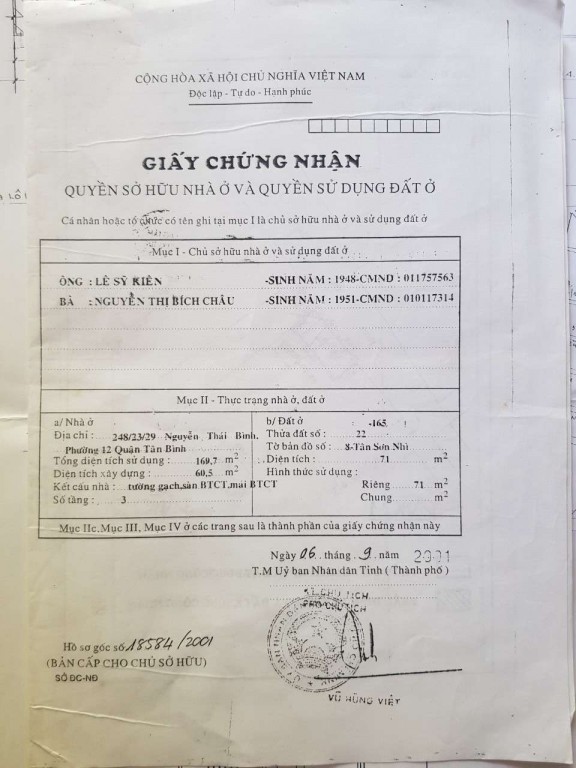 CỘNG HÒA XÃ HỘI CHỦ NGHĨA VIỆT NAM
Độc lập - Tự do - Hạnh phúc
GIẤY CHỨNG NHẬN
QUYỀN SỞ HỮU NHÀ Ở VÀ QUYỀN SỬ DỤNG ĐẤT Ở
Cá nhân hoặc tổ chức có tên ghi tại mục I là chủ sở hữu nhà ở và sử dụng đất ở
Mục I - Chủ sở hữu nhà ở và sử dụng đất ở
ÔNG : LÊ SỸ KIÊN -SINH NĂM : 1948-CMND : 011757563
BÀ : NGUYỄN THỊ BÍCH CHÂU -SINH NĂM : 1951-CMND : 010117314
Mục II - Thực trạng nhà ở, đất ở
a/ Nhà ở
Địa chỉ : 248/23/29 Nguyễn Thái Bình.
Phường 12 Quận Tân Bình
Tổng diện tích sử dụng : 169,7 m2
Diện tích xây dựng : 60,5 m2
Kết cấu nhà : tường gạch,sàn BTCT,mái BTCT
Số tầng : 3
b/ Đất ở -165
Thửa đất số : 22
Tờ bản đồ số : 8-Tân Sơn Nhì
Diện tích : 71 m2
Hình thức sử dụng :
Riêng 71 m2
Chung m2
Mục IIc, Mục III, Mục IV ở các trang sau là thành phần của giấy chứng nhận này
Ngày 06 tháng 9 năm 2001
T.M Uỷ ban Nhân dân Tỉnh ( Thành phố )
KT CHỦ TỊCH
PHÓ CHỦ TỊCH
Hồ sơ gốc số 18584/2001
(BẢN CẤP CHO CHỦ SỞ HỮU)
SỞ ĐC-NĐ
VŨ HÙNG VIỆT